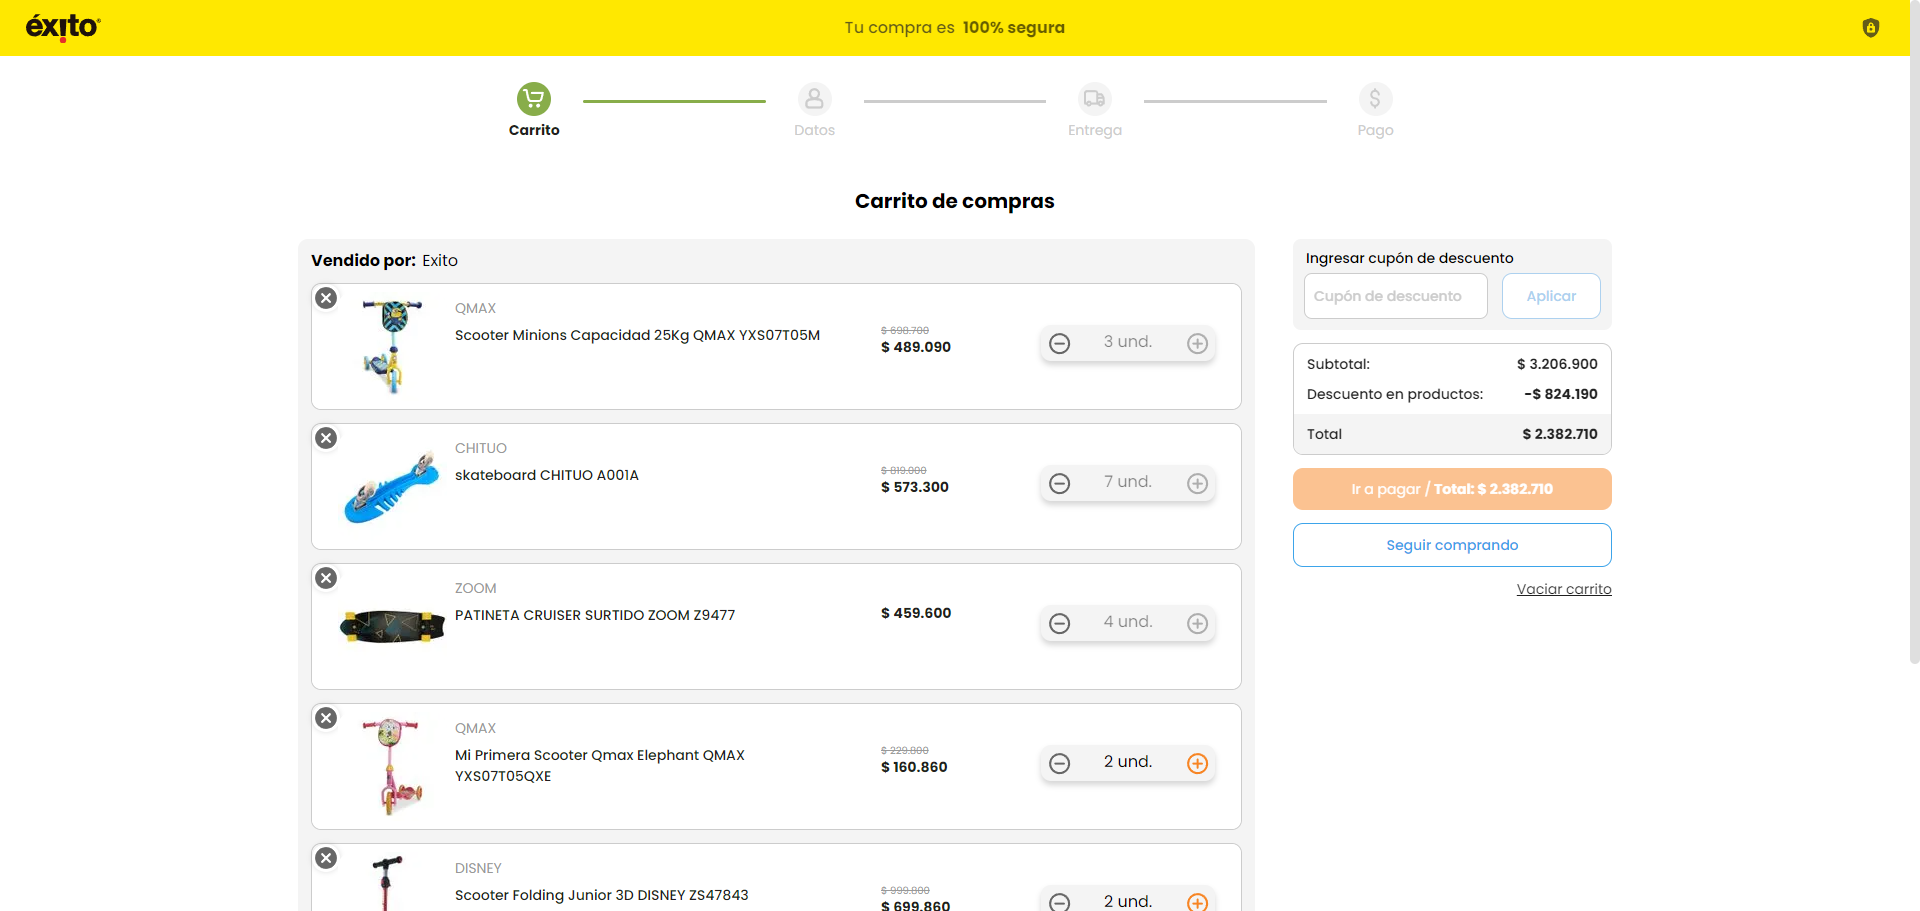 éxito
Tu compra es 100% segura
Carrito
Datos
Entrega
Pago
Carrito de compras
Vendido por: Exito
QMAX
Scooter Minions Capacidad 25Kg QMAX YXS07T05M
$ 698.700
$ 489.090
3 und.
CHITUO
skateboard CHITUO A001A
$ 819.000
$ 573.300
7 und.
ZOOM
PATINETA CRUISER SURTIDO ZOOM Z9477
$ 459.600
4 und.
QMAX
Mi Primera Scooter Qmax Elephant QMAX
YXS07T05QXE
$ 229.800
$ 160.860
2 und.
DISNEY
Scooter Folding Junior 3D DISNEY ZS47843
$ 999.800
$ 699.860
2 und.
Ingresar cupón de descuento
Cupón de descuento
Aplicar
Subtotal: $ 3.206.900
Descuento en productos: -$ 824.190
Total $ 2.382.710
Ir a pagar / Total: $ 2.382.710
Seguir comprando
Vaciar carrito